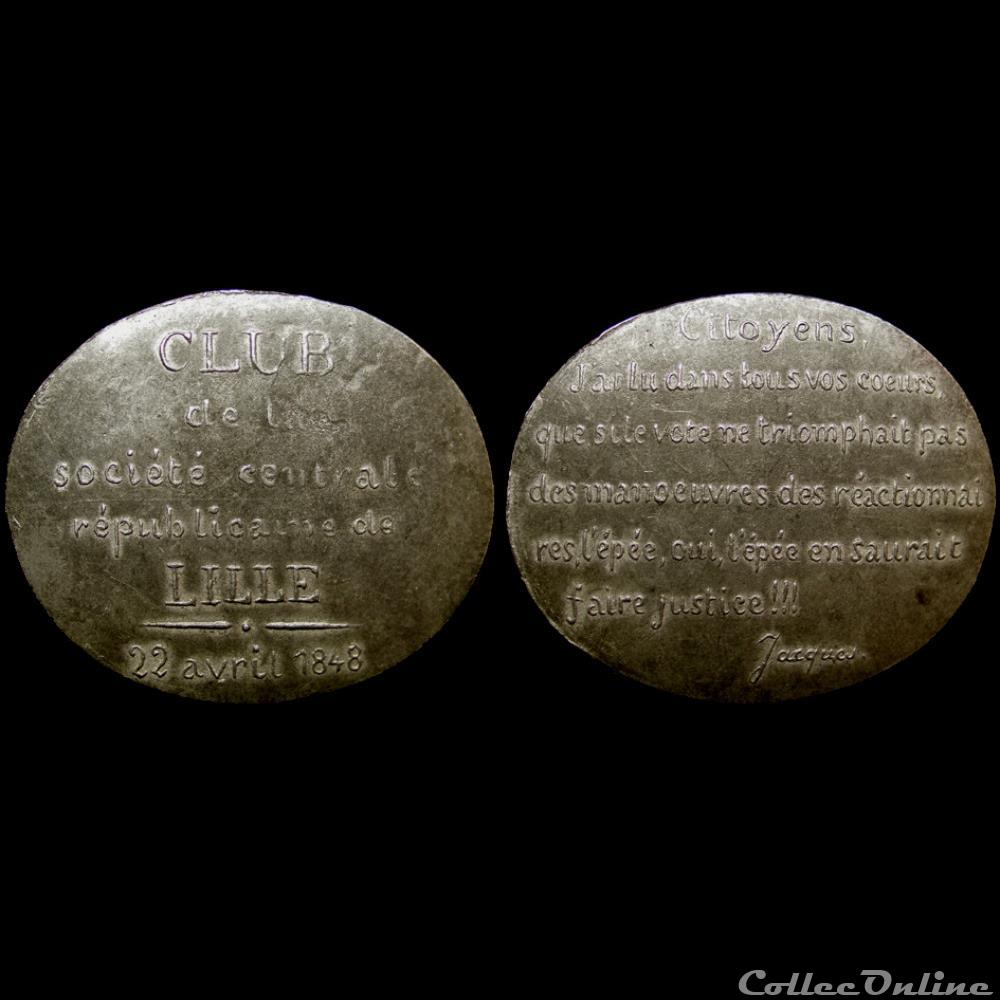 CLUB
de la
société centrale
républicaine de
LILLE
22 avril 1848
Citoyens,
J'ai lu dans tous vos coeurs,
que si le vote ne triomphait pas
des manoeuvres des réactionnai
res, l'épée, oui, l'épée en saurait
faire justice!!!
Jacques.
CollecOnline